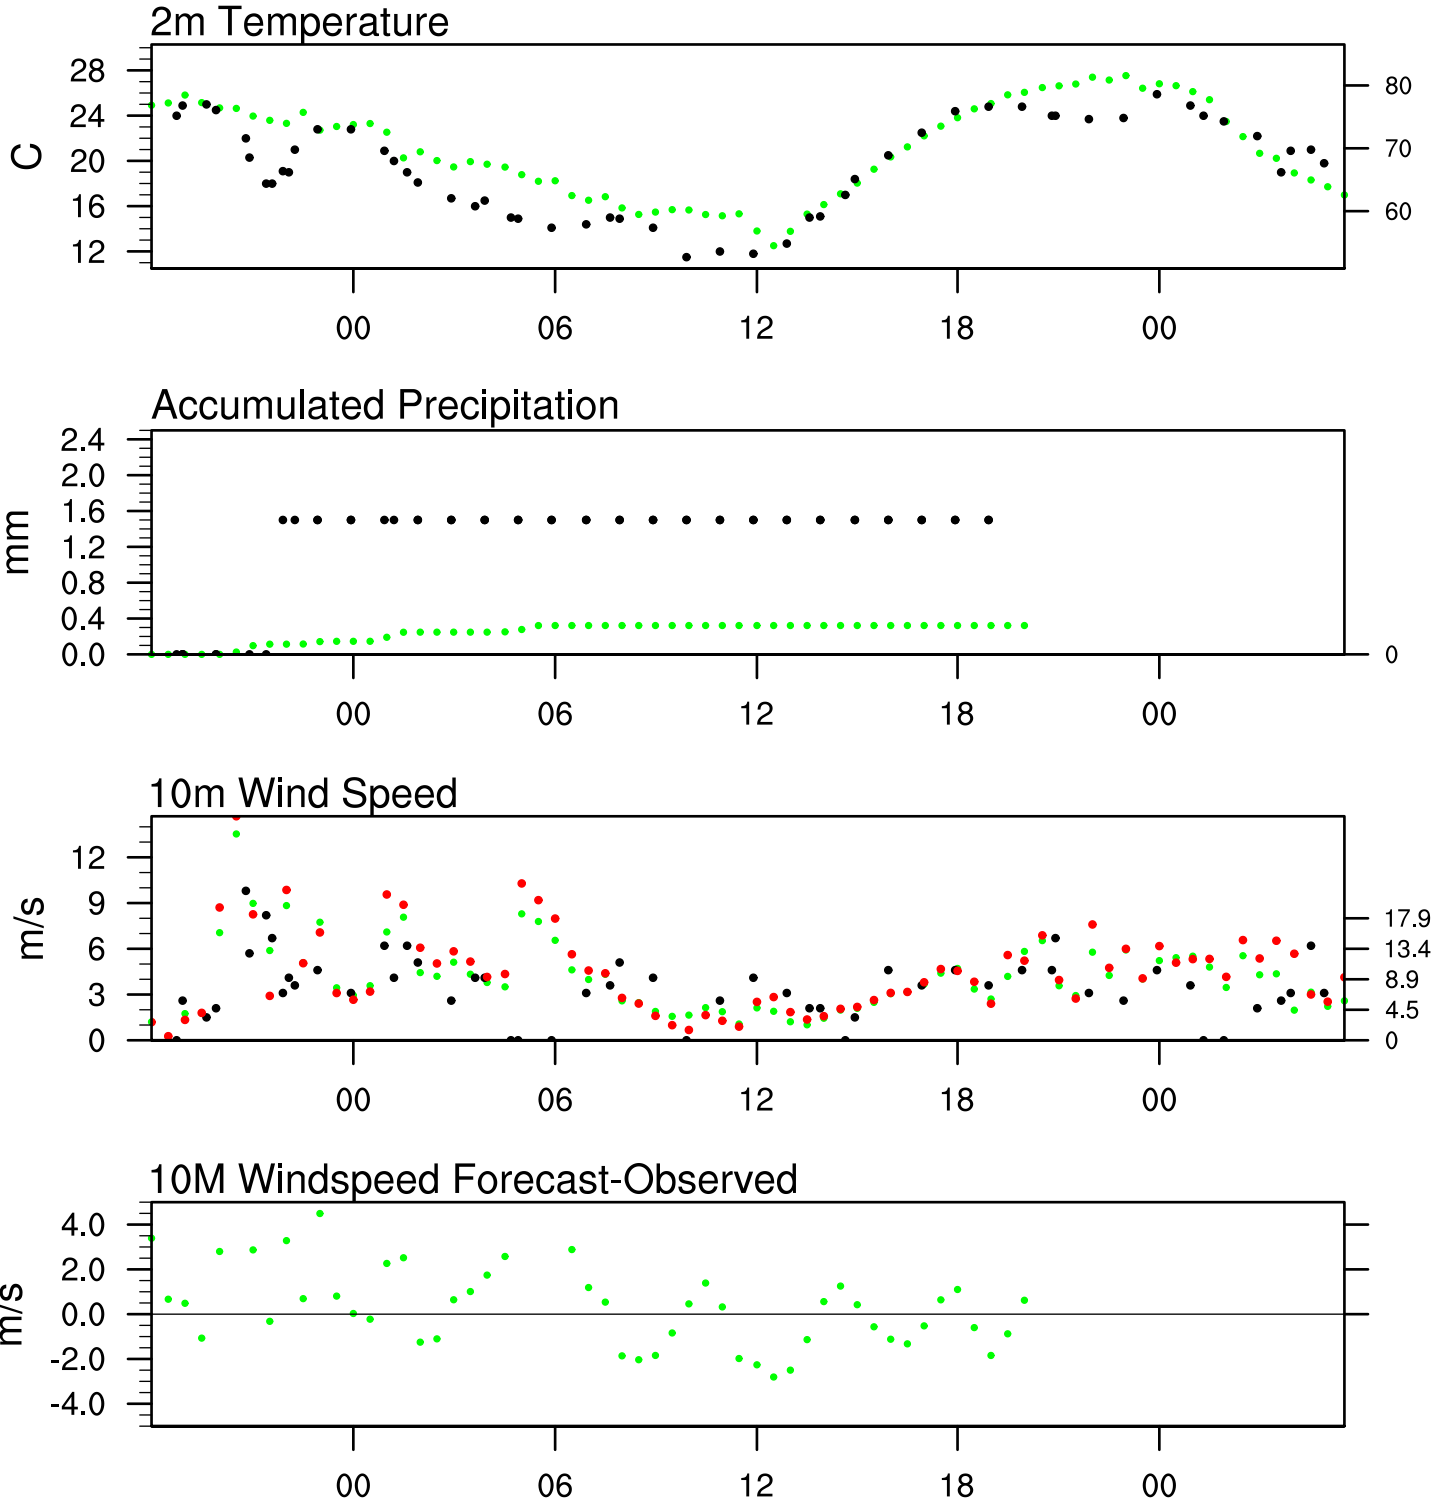 2m Temperature
28
24
20
16
12
C
80
70
60
00 06 12 18 00
Accumulated Precipitation
2.4
2.0
1.6
1.2
0.8
0.4
0.0
mm
0
00 06 12 18 00
10m Wind Speed
12
9
6
3
0
m/s
17.9
13.4
8.9
4.5
0
00 06 12 18 00
10M Windspeed Forecast-Observed
4.0
2.0
0.0
-2.0
-4.0
m/s
00 06 12 18 00